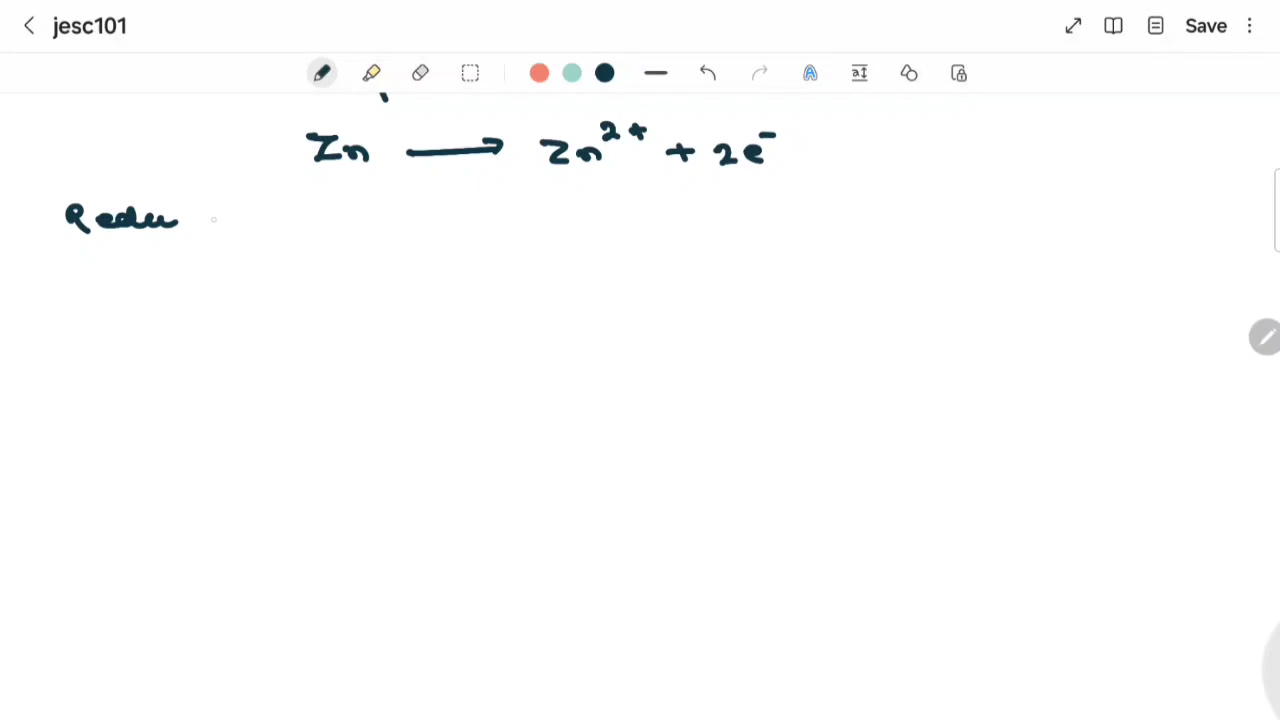 jesc101
Save
Zn ⟶ Zn²⁺ + 2e⁻
Redu